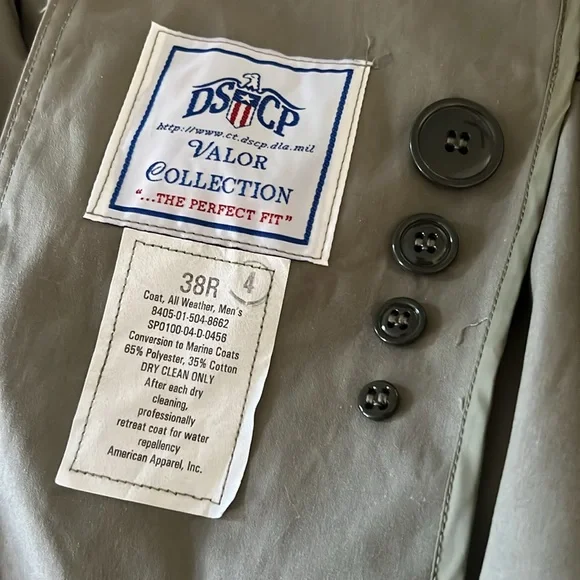 DSCP
http://www.ct.dscp.dla.mil
VALOR
COLLECTION
"...THE PERFECT FIT"
38R 4
Coat, All Weather, Men's
8405-01-504-8662
SPO100-04-D-0456
Conversion to Marine Coats
65% Polyester, 35% Cotton
DRY CLEAN ONLY
After each dry
cleaning,
professionally
retreat coat for water
repellency
American Apparel, Inc.